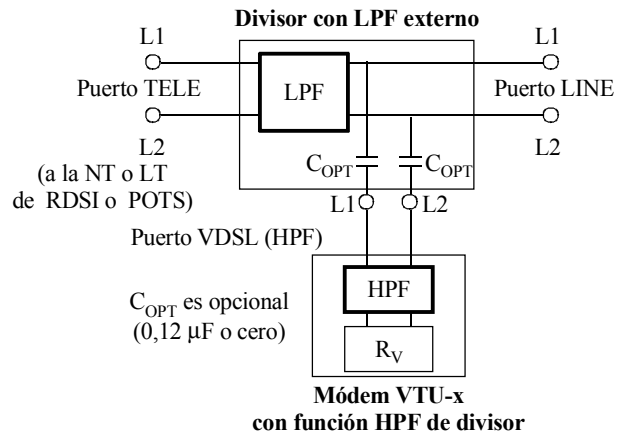 Divisor con LPF externo
L1
L1
Puerto TELE
LPF
Puerto LINE
L2
L2
(a la NT o LT
de RDSI o POTS)
C_OPT
C_OPT
L1
L2
Puerto VDSL (HPF)
C_OPT es opcional
(0,12 μF o cero)
HPF
R_V
Módem VTU-x
con función HPF de divisor